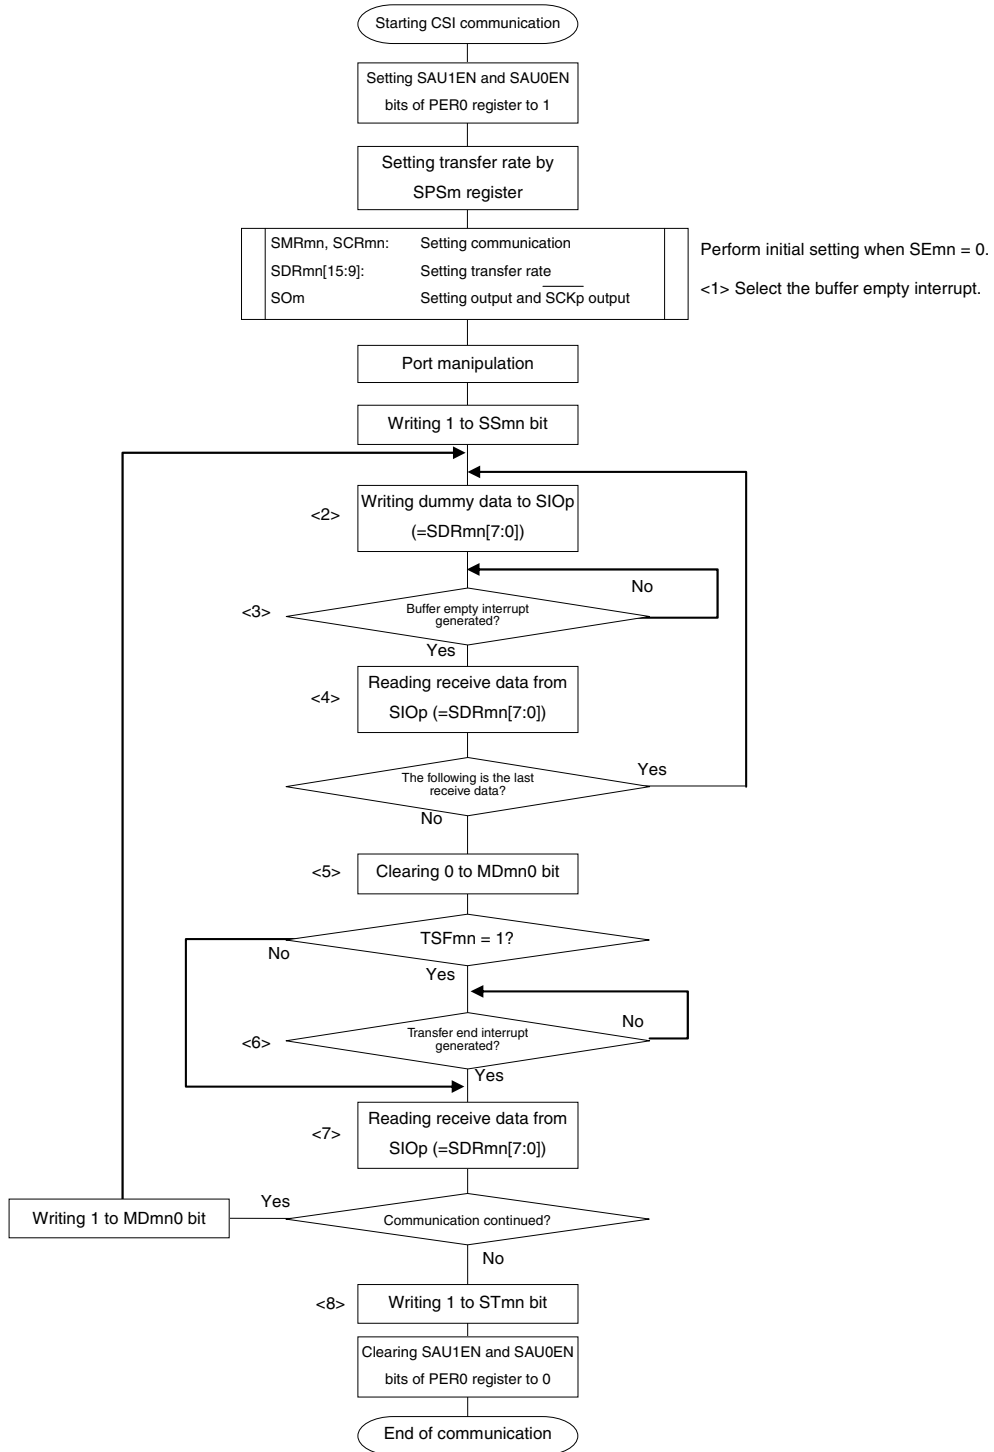 Starting CSI communication
Setting SAU1EN and SAU0EN
bits of PER0 register to 1
Setting transfer rate by
SPSm register
SMRmn, SCRmn: Setting communication
SDRmn[15:9]: Setting transfer rate
SOm Setting output and SCKp output
Perform initial setting when SEmn = 0.
<1> Select the buffer empty interrupt.
Port manipulation
Writing 1 to SSmn bit
<2>
Writing dummy data to SIOp
(=SDRmn[7:0])
No
<3>
Buffer empty interrupt
generated?
Yes
<4>
Reading receive data from
SIOp (=SDRmn[7:0])
The following is the last
receive data?
Yes
No
<5>
Clearing 0 to MDmn0 bit
TSFmn = 1?
No
Yes
<6>
Transfer end interrupt
generated?
No
Yes
<7>
Reading receive data from
SIOp (=SDRmn[7:0])
Writing 1 to MDmn0 bit
Yes
Communication continued?
No
<8>
Writing 1 to STmn bit
Clearing SAU1EN and SAU0EN
bits of PER0 register to 0
End of communication